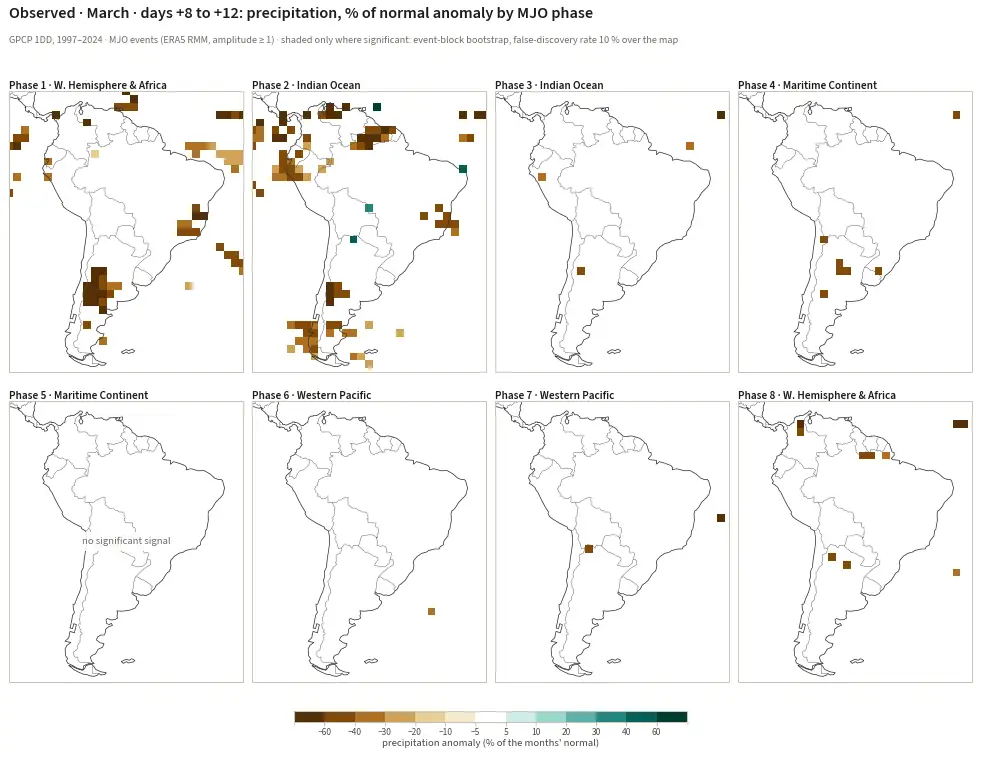 Observed · March · days +8 to +12: precipitation, % of normal anomaly by MJO phase
GPCP 1DD, 1997–2024 · MJO events (ERA5 RMM, amplitude ≥ 1) · shaded only where significant: event-block bootstrap, false-discovery rate 10 % over the map
Phase 1 · W. Hemisphere & Africa
Phase 2 · Indian Ocean
Phase 3 · Indian Ocean
Phase 4 · Maritime Continent
Phase 5 · Maritime Continent
Phase 6 · Western Pacific
Phase 7 · Western Pacific
Phase 8 · W. Hemisphere & Africa
no significant signal
−60 −40 −30 −20 −10 −5 5 10 20 30 40 60
precipitation anomaly (% of the months' normal)